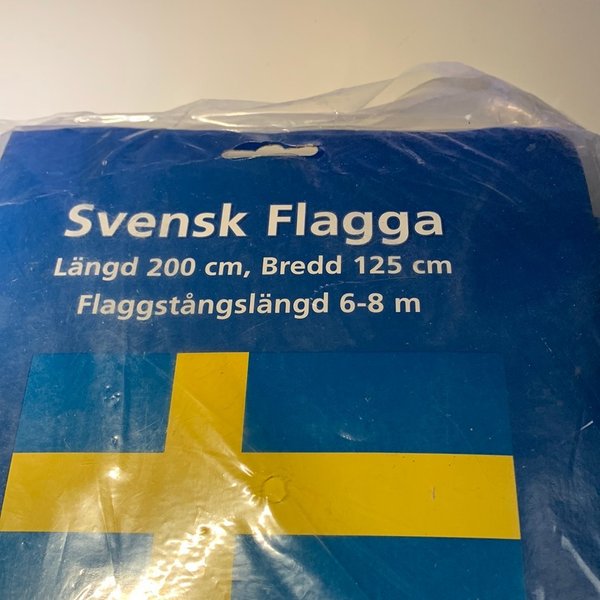 Svensk Flagga
Längd 200 cm, Bredd 125 cm
Flaggstångslängd 6-8 m